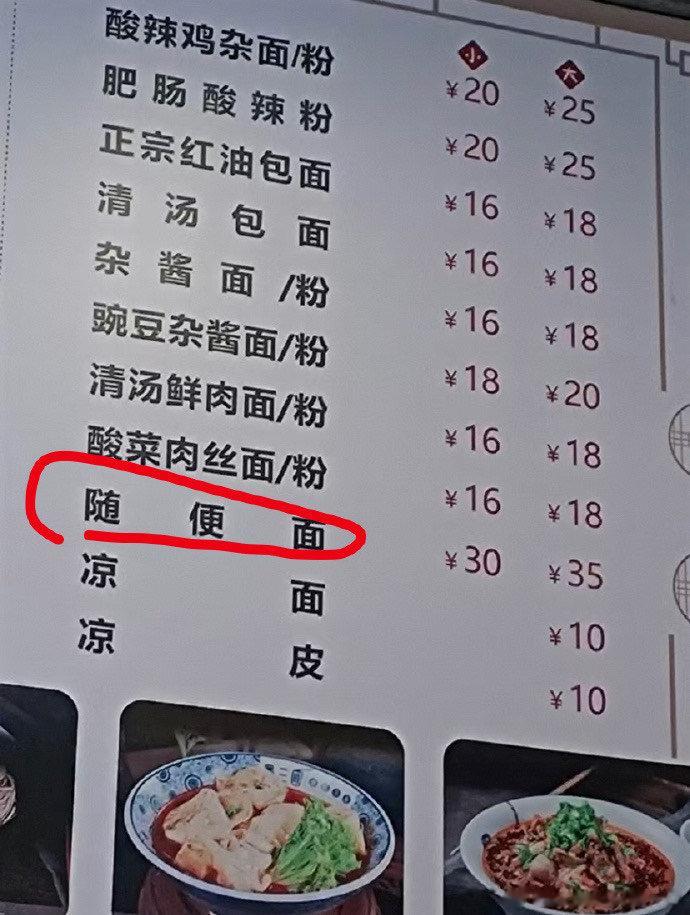 小 大
酸辣鸡杂面/粉 ¥20 ¥25
肥肠酸辣粉 ¥20 ¥25
正宗红油包面 ¥16 ¥18
清汤包面 ¥16 ¥18
杂酱面/粉 ¥16 ¥18
豌豆杂酱面/粉 ¥18 ¥20
清汤鲜肉面/粉 ¥16 ¥18
酸菜肉丝面/粉 ¥16 ¥18
随便面 ¥30 ¥35
凉面 ¥10
凉皮 ¥10